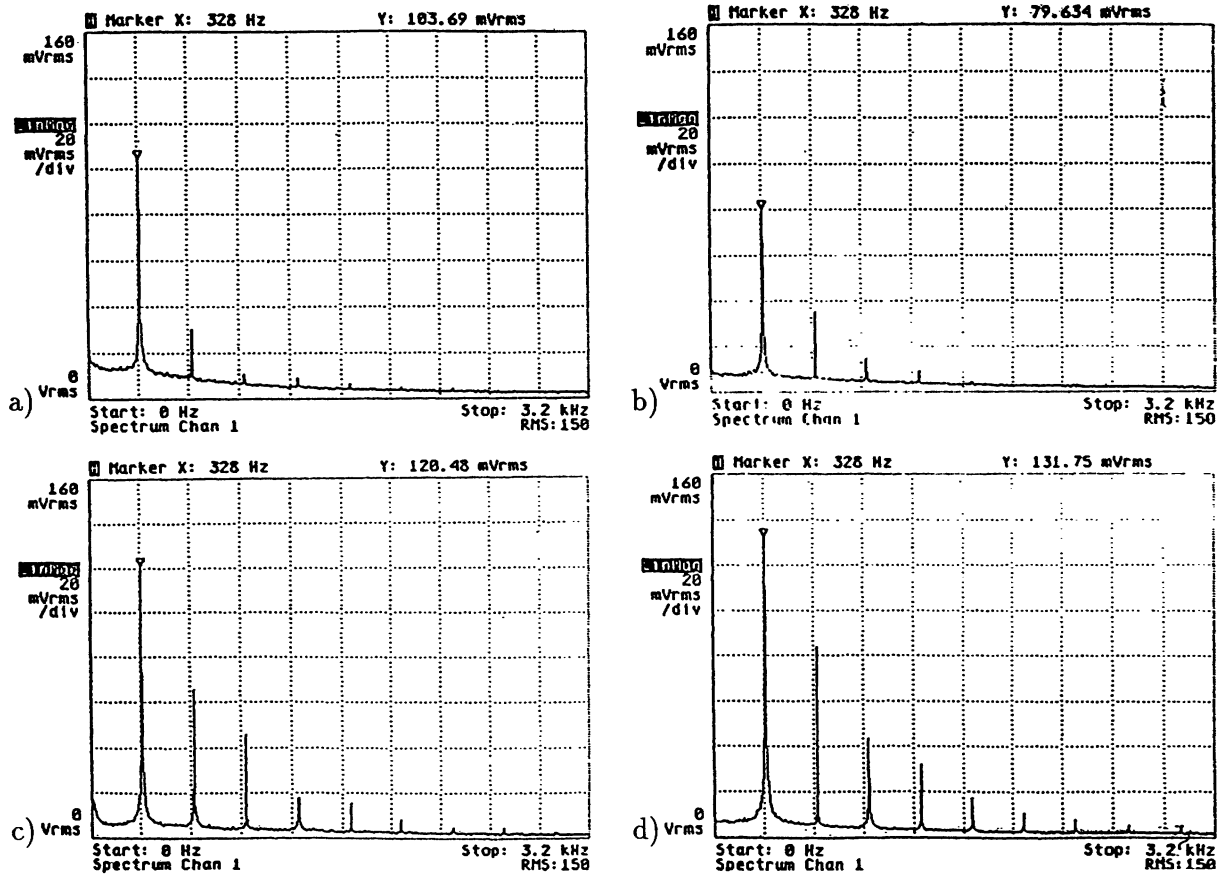 Marker X: 328 Hz Y: 103.69 mVrms
160
mVrms
LinMag
20
mVrms
/div
0
Vrms
a)
Start: 0 Hz Stop: 3.2 kHz
Spectrum Chan 1 RMS:150
Marker X: 328 Hz Y: 79.634 mVrms
160
mVrms
LinMag
20
mVrms
/div
0
Vrms
b)
Start: 0 Hz Stop: 3.2 kHz
Spectrum Chan 1 RMS:150
Marker X: 328 Hz Y: 120.48 mVrms
160
mVrms
LinMag
20
mVrms
/div
0
Vrms
c)
Start: 0 Hz Stop: 3.2 kHz
Spectrum Chan 1 RMS:150
Marker X: 328 Hz Y: 131.75 mVrms
160
mVrms
LinMag
20
mVrms
/div
0
Vrms
d)
Start: 0 Hz Stop: 3.2 kHz
Spectrum Chan 1 RMS:150